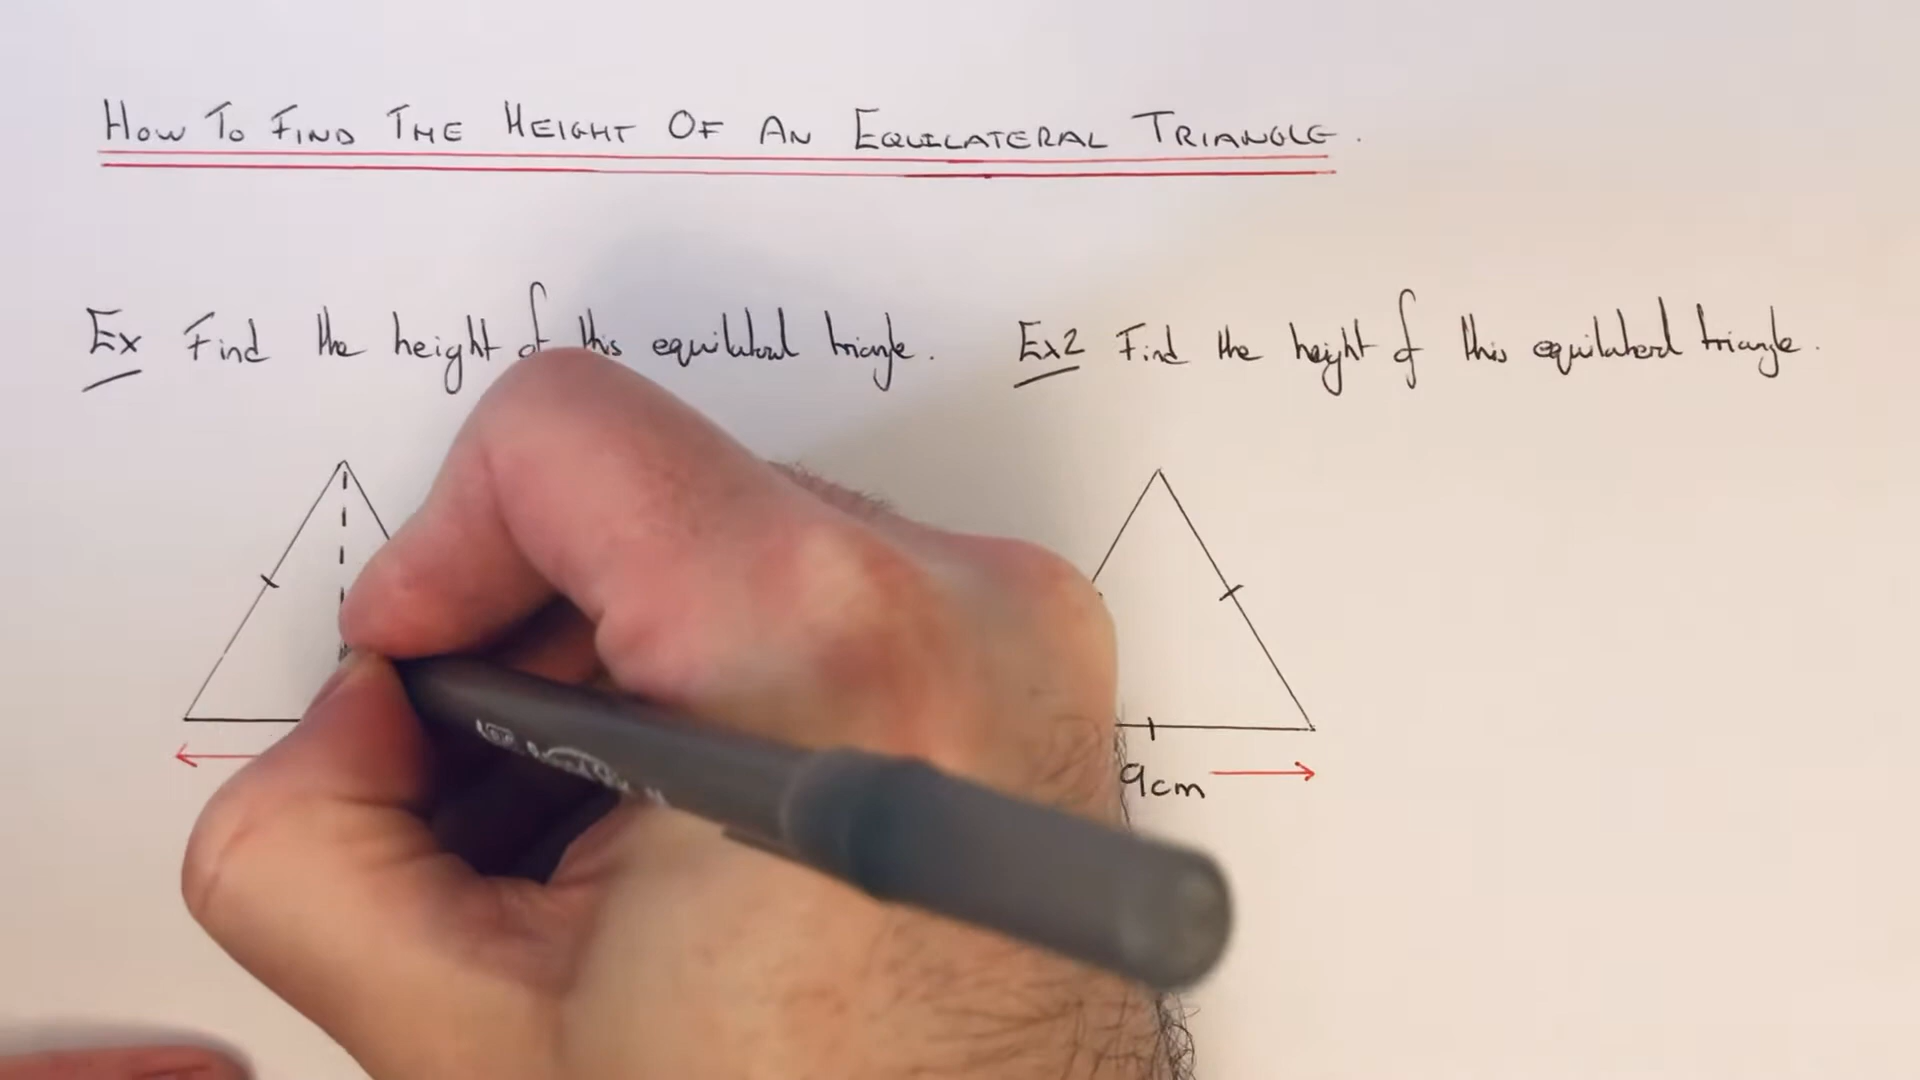 HOW TO FIND THE HEIGHT OF AN EQUILATERAL TRIANGLE.
Ex Find the height of this equilateral triangle.
Ex2 Find the height of this equilateral triangle.
9cm